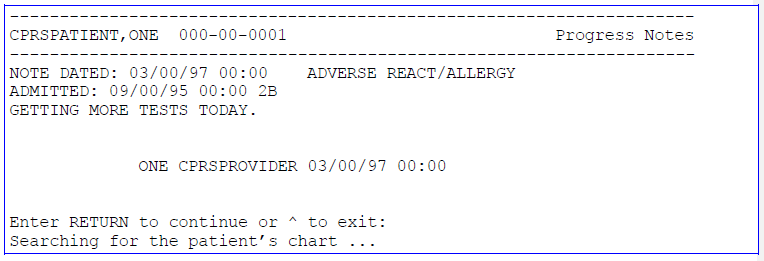 ---------------------------------------------------------------------
CPRSPATIENT,ONE  000-00-0001                           Progress Notes
---------------------------------------------------------------------
NOTE DATED: 03/00/97 00:00    ADVERSE REACT/ALLERGY
ADMITTED: 09/00/95 00:00 2B
GETTING MORE TESTS TODAY.
ONE CPRSPROVIDER 03/00/97 00:00
Enter RETURN to continue or ^ to exit:
Searching for the patient’s chart ...